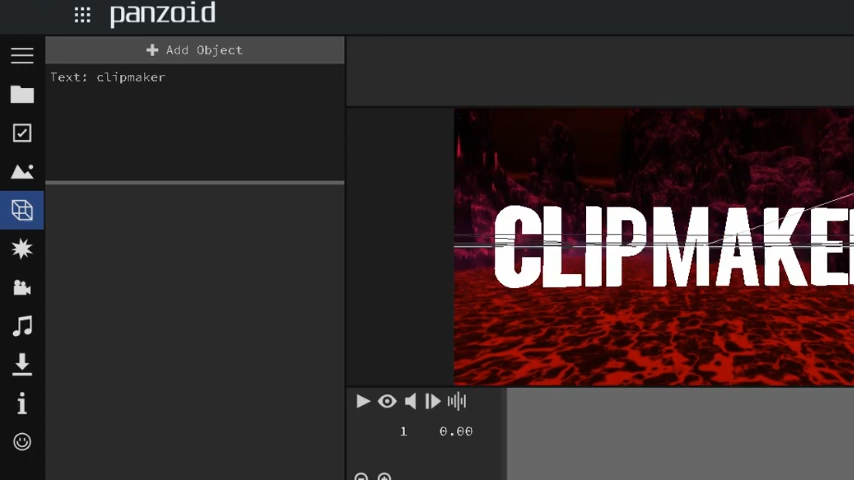 panzoid
Add Object
Text: clipmaker
CLIPMAKE
1 0.00